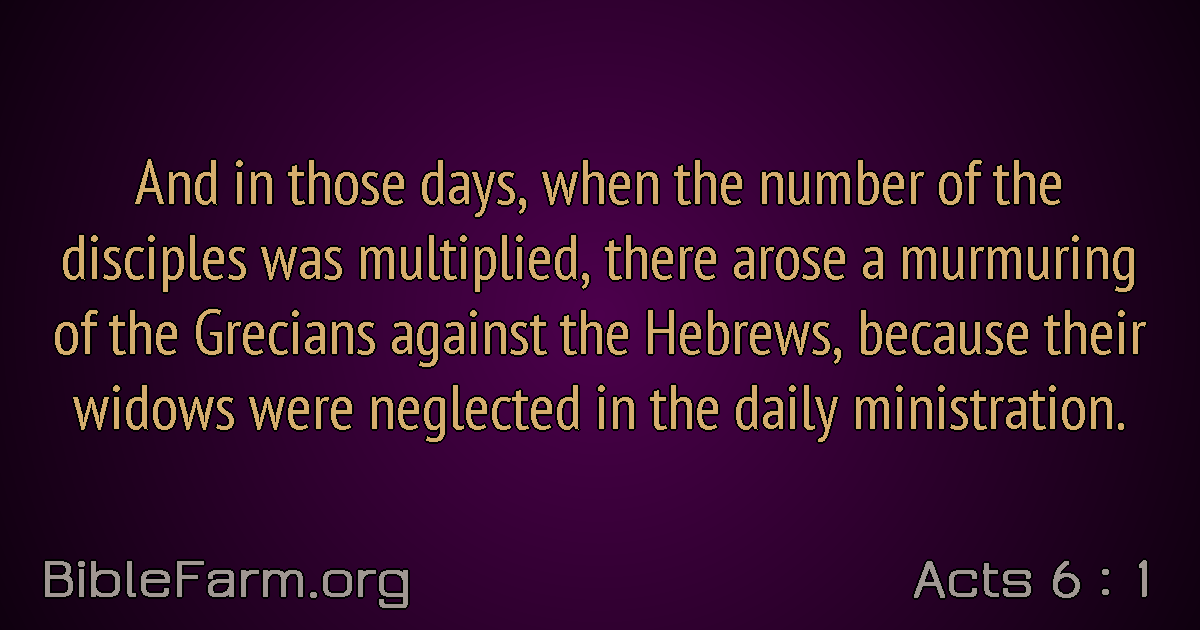 And in those days, when the number of the
disciples was multiplied, there arose a murmuring
of the Grecians against the Hebrews, because their
widows were neglected in the daily ministration.
BibleFarm.org
Acts 6 : 1